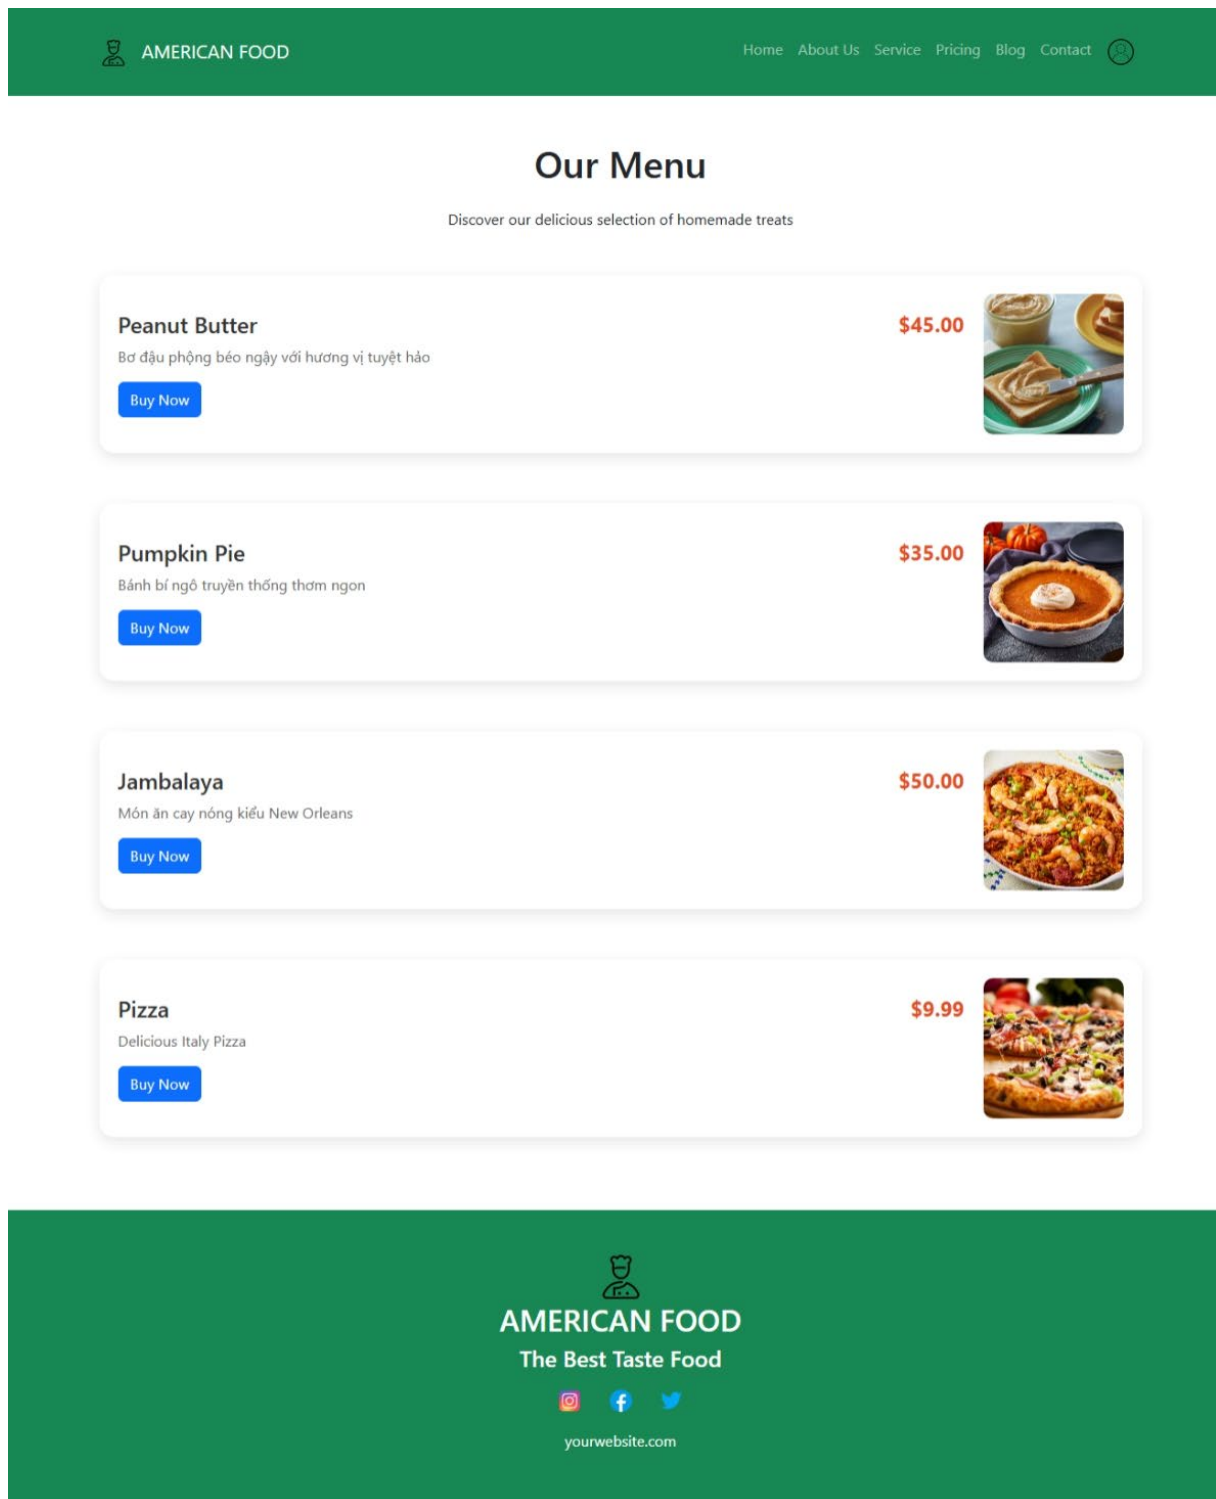 AMERICAN FOOD
Home About Us Service Pricing Blog Contact
Our Menu
Discover our delicious selection of homemade treats
Peanut Butter
$45.00
Bơ đậu phộng béo ngậy với hương vị tuyệt hảo
Buy Now
Pumpkin Pie
$35.00
Bánh bí ngô truyền thống thơm ngon
Buy Now
Jambalaya
$50.00
Món ăn cay nóng kiểu New Orleans
Buy Now
Pizza
$9.99
Delicious Italy Pizza
Buy Now
AMERICAN FOOD
The Best Taste Food
yourwebsite.com